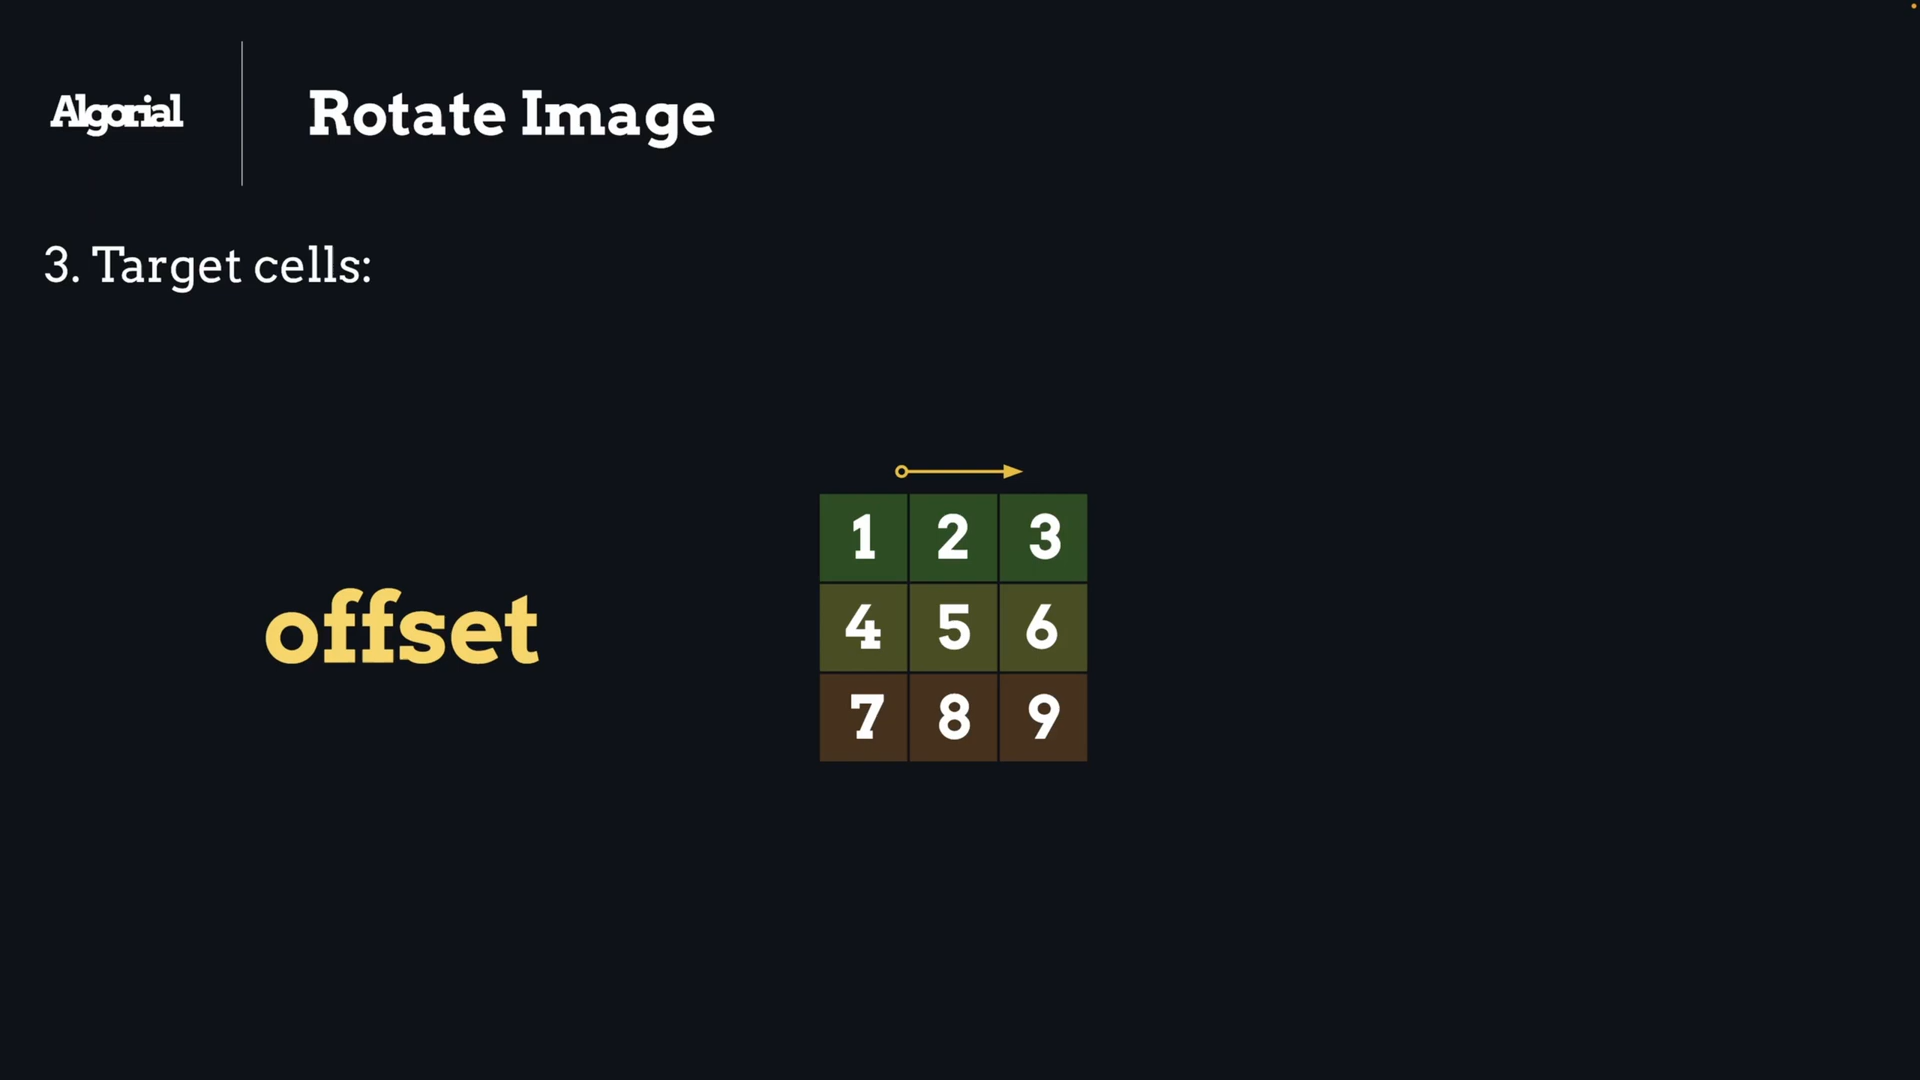 Algorial
Rotate Image
3. Target cells:
offset
1 2 3
4 5 6
7 8 9